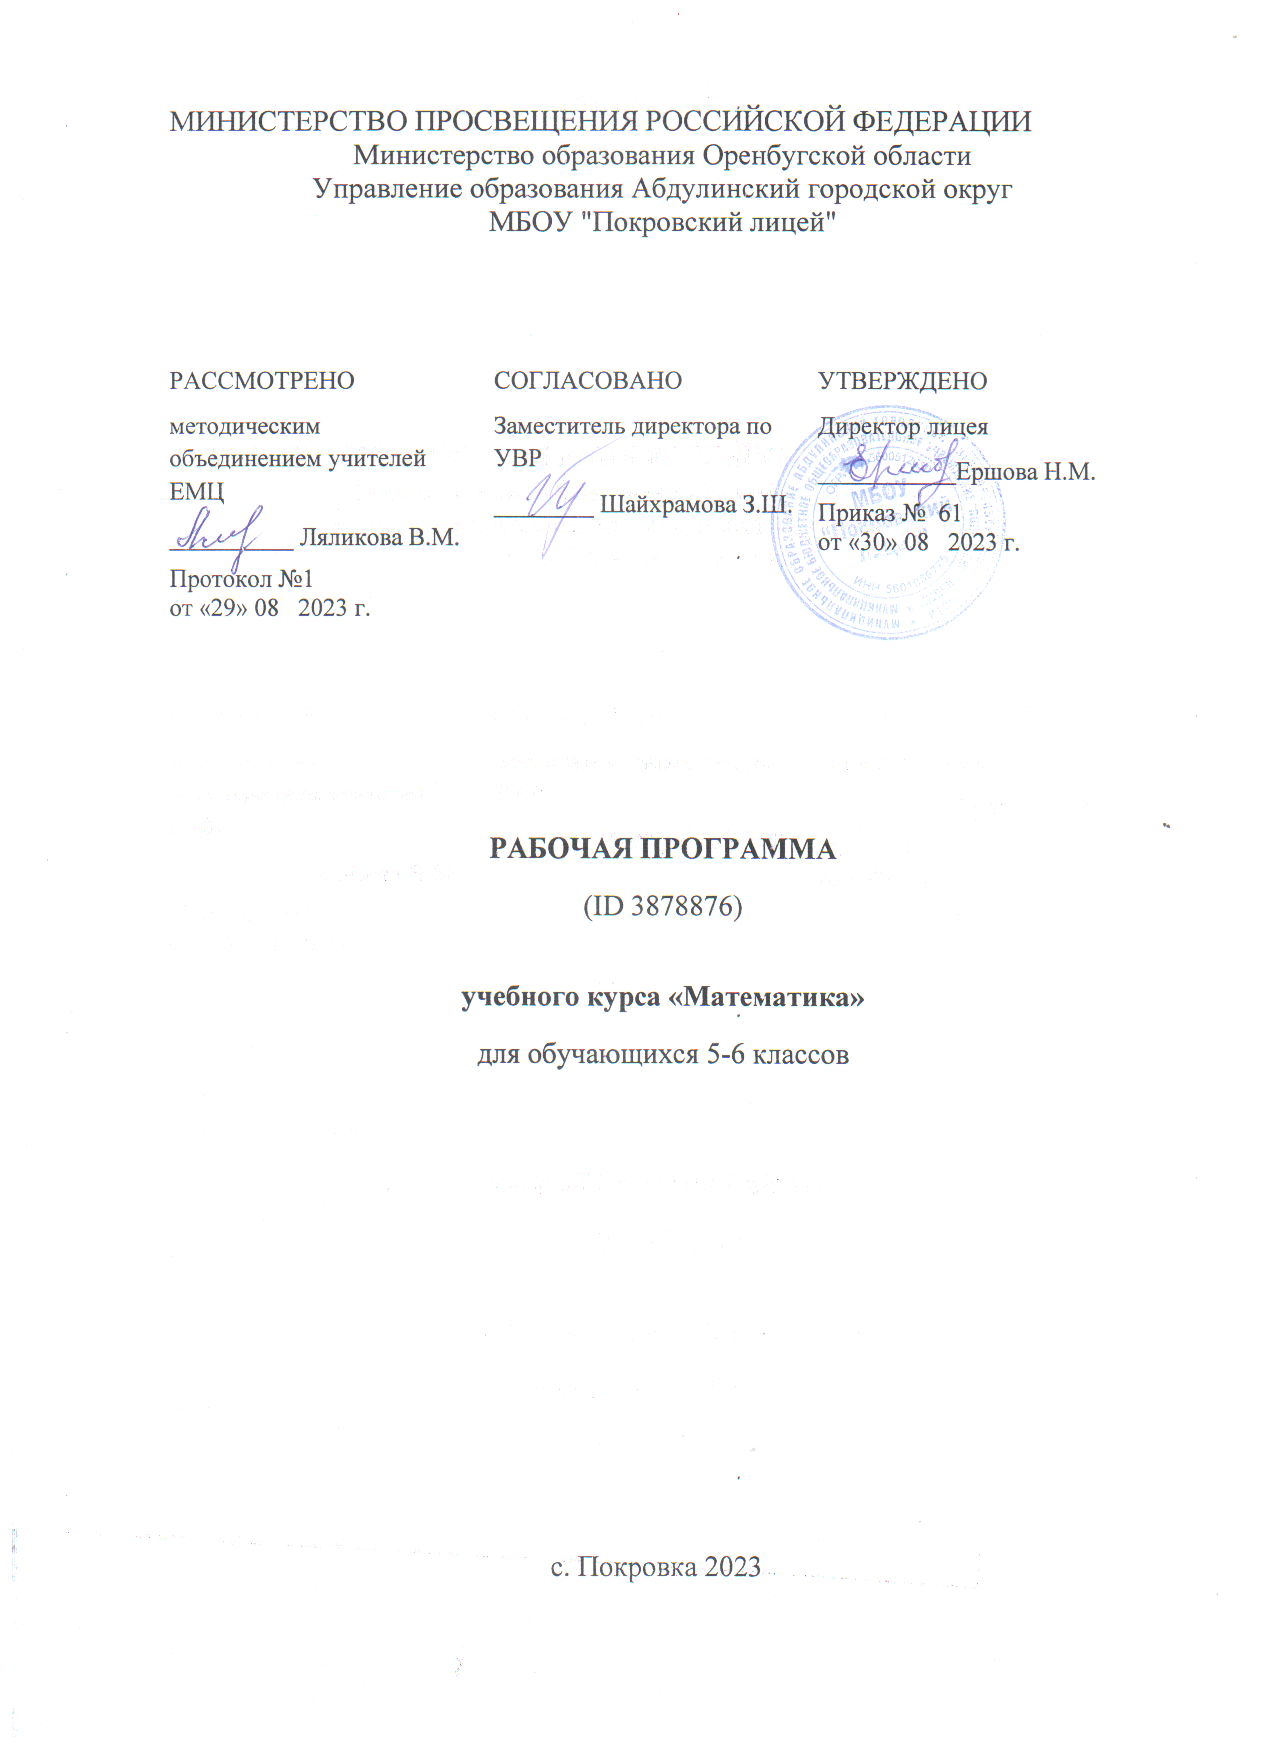 МИНИСТЕРСТВО ПРОСВЕЩЕНИЯ РОССИЙСКОЙ ФЕДЕРАЦИИ
Министерство образования Оренбугской области
Управление образования Абдулинский городской округ
МБОУ "Покровский лицей"
РАССМОТРЕНО
методическим
объединением учителей
ЕМЦ
Ляликова В.М.
Протокол №1
от «29» 08 2023 г.
СОГЛАСОВАНО
Заместитель директора по
УВР
Шайхрамова З.Ш.
УТВЕРЖДЕНО
Директор лицея
Ершова Н.М.
Приказ № 61
от «30» 08 2023 г.
МБОУ
РАБОЧАЯ ПРОГРАММА
(ID 3878876)
учебного курса «Математика»
для обучающихся 5-6 классов
с. Покровка 2023